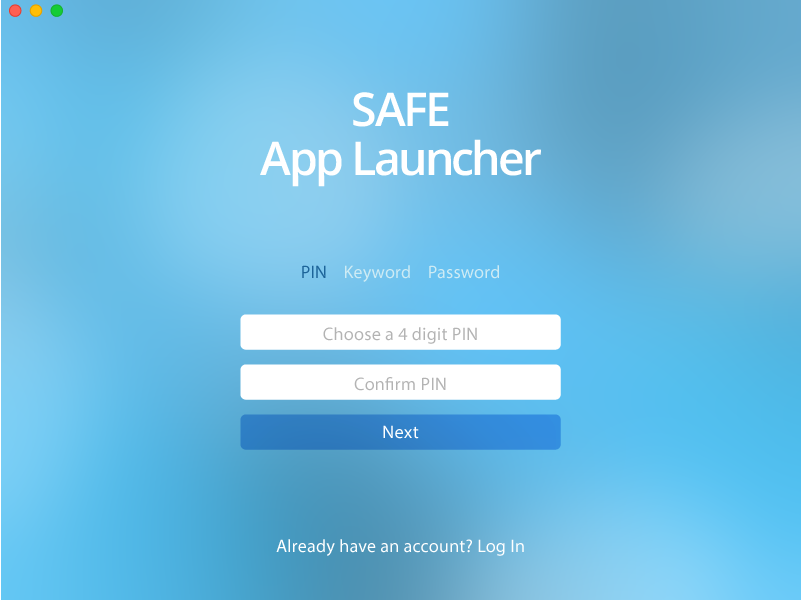 SAFE
App Launcher
PIN Keyword Password
Choose a 4 digit PIN
Confirm PIN
Next
Already have an account? Log In